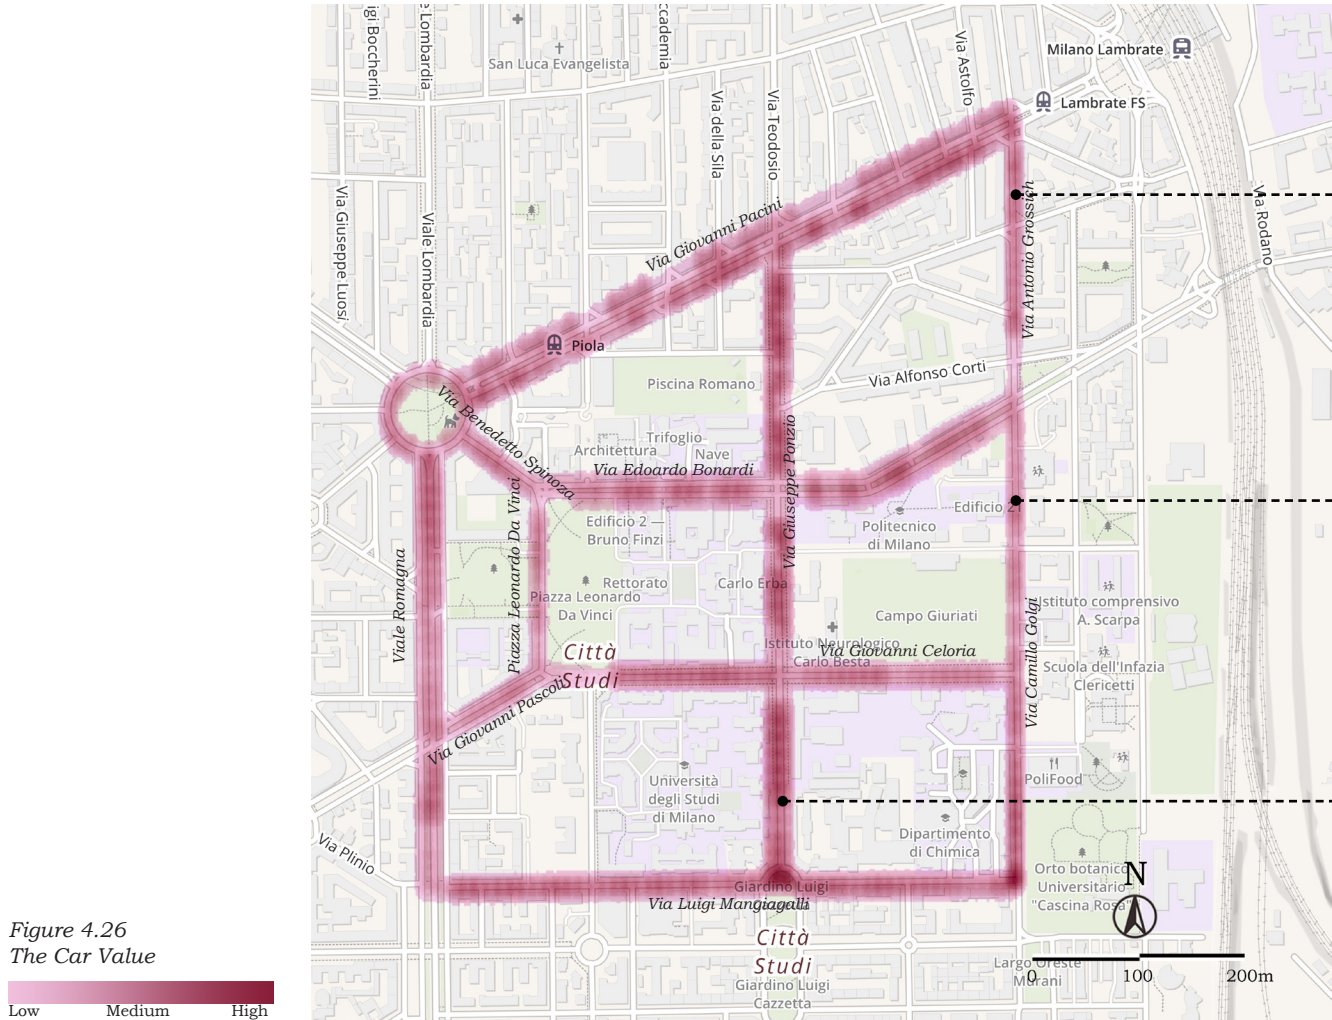 igi Boccherini
e Lombardia
ccademia
San Luca Evangelista
Via Astolfo
Milano Lambrate
Lambrate FS
Via della Sila
Via Teodosio
Via Giuseppe Luosi
Viale Lombardia
Via Giovanni Pacini
Via Antonio Grossich
Via Rodano
Piola
Via Alfonso Corti
Piscina Romano
Via Benedetto Spinoza
Trifoglio
Architettura
Nave
Via Edoardo Bonardi
Via Giuseppe Ponzio
Edificio 2 —
Bruno Finzi
Politecnico
di Milano
Edificio 21
Viale Romagna
Piazza Leonardo Da Vinci
Rettorato
Carlo Erba
Piazza Leonardo
Da Vinci
Campo Giuriati
Istituto comprensivo
A. Scarpa
Istituto Neurologico
Carlo Besta
Via Giovanni Celoria
Via Camillo Golgi
Scuola dell'Infazia
Clericetti
Città
Studi
Via Giovanni Pascoli
Università
degli Studi
di Milano
PoliFood
Dipartimento
di Chimica
Via Plinio
Orto botanico
Universitario
"Cascina Rosa"
N
Giardino Luigi
Via Luigi Mangiagalli
Città
Studi
Giardino Luigi
Cazzetta
Largo Oreste
Murani
0 100 200m
Figure 4.26
The Car Value
Low Medium High